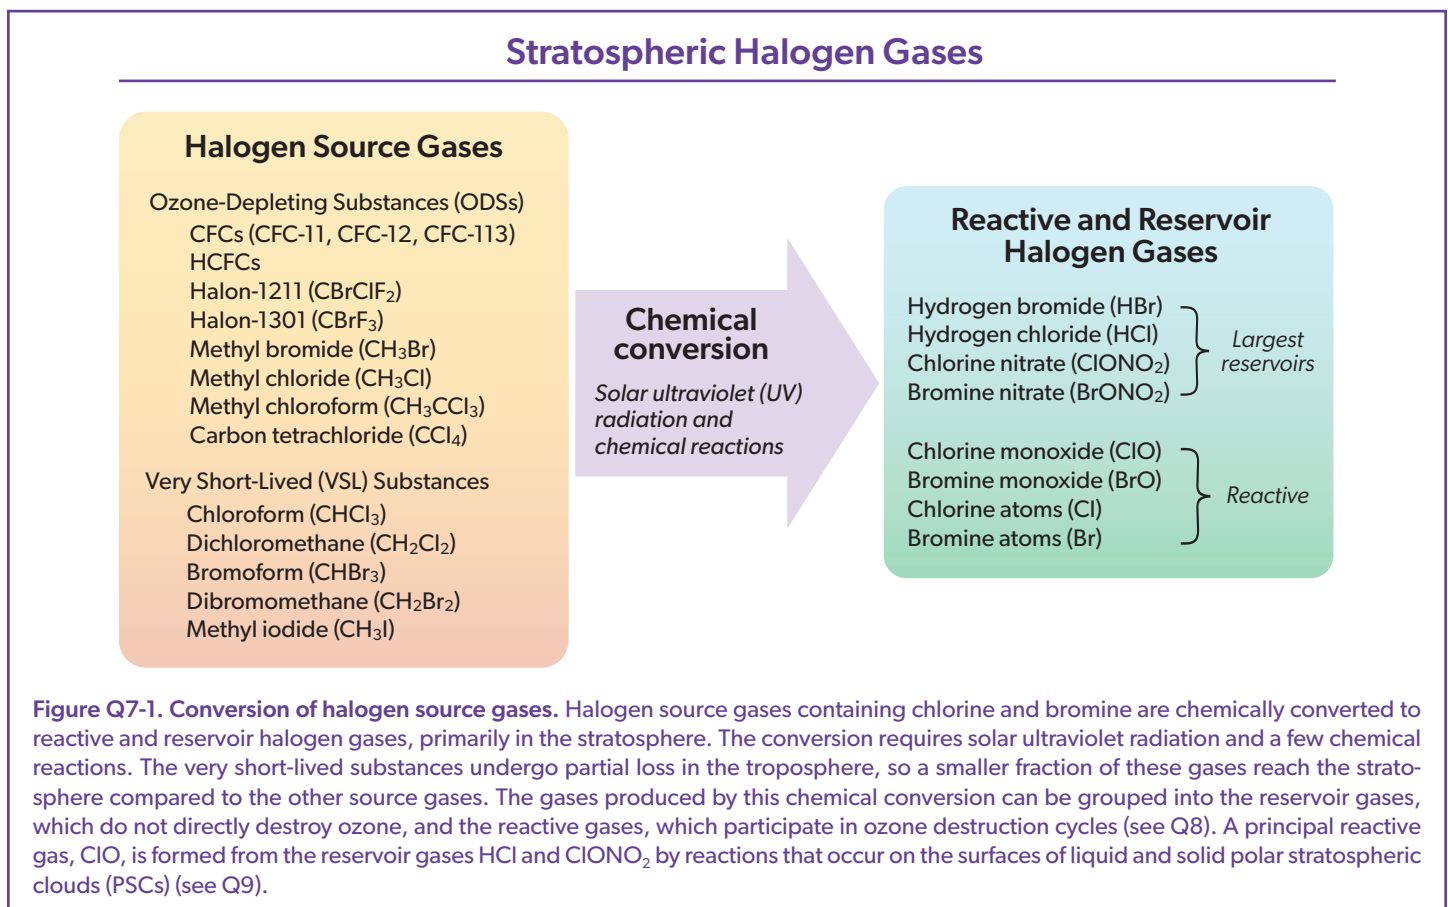 Stratospheric Halogen Gases
Halogen Source Gases
Ozone-Depleting Substances (ODSs)
CFCs (CFC-11, CFC-12, CFC-113)
HCFCs
Halon-1211 (CBrClF₂)
Halon-1301 (CBrF₃)
Methyl bromide (CH₃Br)
Methyl chloride (CH₃Cl)
Methyl chloroform (CH₃CCl₃)
Carbon tetrachloride (CCl₄)
Very Short-Lived (VSL) Substances
Chloroform (CHCl₃)
Dichloromethane (CH₂Cl₂)
Bromoform (CHBr₃)
Dibromomethane (CH₂Br₂)
Methyl iodide (CH₃I)
Chemical
conversion
Solar ultraviolet (UV)
radiation and
chemical reactions
Reactive and Reservoir
Halogen Gases
Hydrogen bromide (HBr)
Hydrogen chloride (HCl)
Chlorine nitrate (ClONO₂)
Bromine nitrate (BrONO₂)
Largest
reservoirs
Chlorine monoxide (ClO)
Bromine monoxide (BrO)
Chlorine atoms (Cl)
Bromine atoms (Br)
Reactive
Figure Q7-1. Conversion of halogen source gases. Halogen source gases containing chlorine and bromine are chemically converted to
reactive and reservoir halogen gases, primarily in the stratosphere. The conversion requires solar ultraviolet radiation and a few chemical
reactions. The very short-lived substances undergo partial loss in the troposphere, so a smaller fraction of these gases reach the strato-
sphere compared to the other source gases. The gases produced by this chemical conversion can be grouped into the reservoir gases,
which do not directly destroy ozone, and the reactive gases, which participate in ozone destruction cycles (see Q8). A principal reactive
gas, ClO, is formed from the reservoir gases HCl and ClONO₂ by reactions that occur on the surfaces of liquid and solid polar stratospheric
clouds (PSCs) (see Q9).